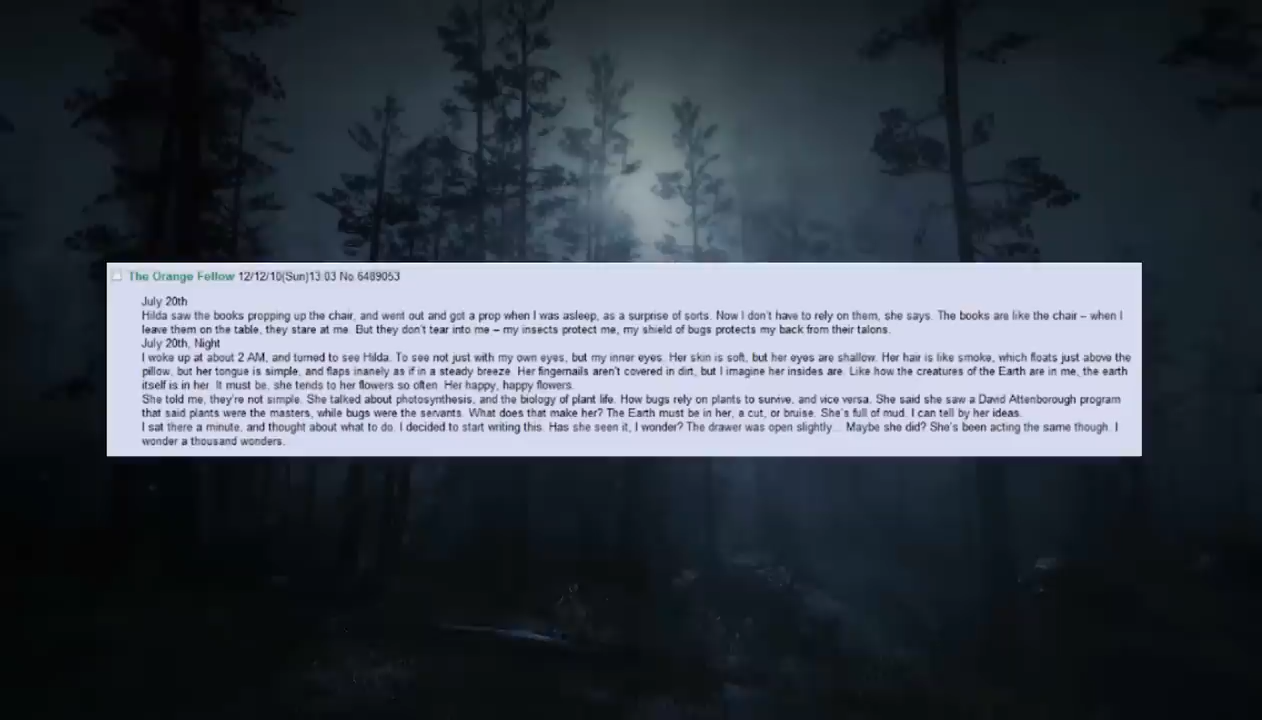 The Orange Fellow 12/12/10(Sun)13:03 No.6489053
July 20th
Hilda saw the books propping up the chair, and went out and got a prop when I was asleep, as a surprise of sorts. Now I don't have to rely on them, she says. The books are like the chair – when I
leave them on the table, they stare at me. But they don't tear into me – my insects protect me, my shield of bugs protects my back from their talons.
July 20th, Night
I woke up at about 2 AM, and turned to see Hilda. To see not just with my own eyes, but my inner eyes. Her skin is soft, but her eyes are shallow. Her hair is like smoke, which floats just above the
pillow, but her tongue is simple, and flaps inanely as if in a steady breeze. Her fingernails aren't covered in dirt, but I imagine her insides are. Like how the creatures of the Earth are in me, the earth
itself is in her. It must be, she tends to her flowers so often. Her happy, happy flowers.
She told me, they're not simple. She talked about photosynthesis, and the biology of plant life. How bugs rely on plants to survive, and vice versa. She said she saw a David Attenborough program
that said plants were the masters, while bugs were the servants. What does that make her? The Earth must be in her, a cut, or bruise. She's full of mud. I can tell by her ideas.
I sat there a minute, and thought about what to do. I decided to start writing this. Has she seen it, I wonder? The drawer was open slightly... Maybe she did? She's been acting the same though. I
wonder a thousand wonders.